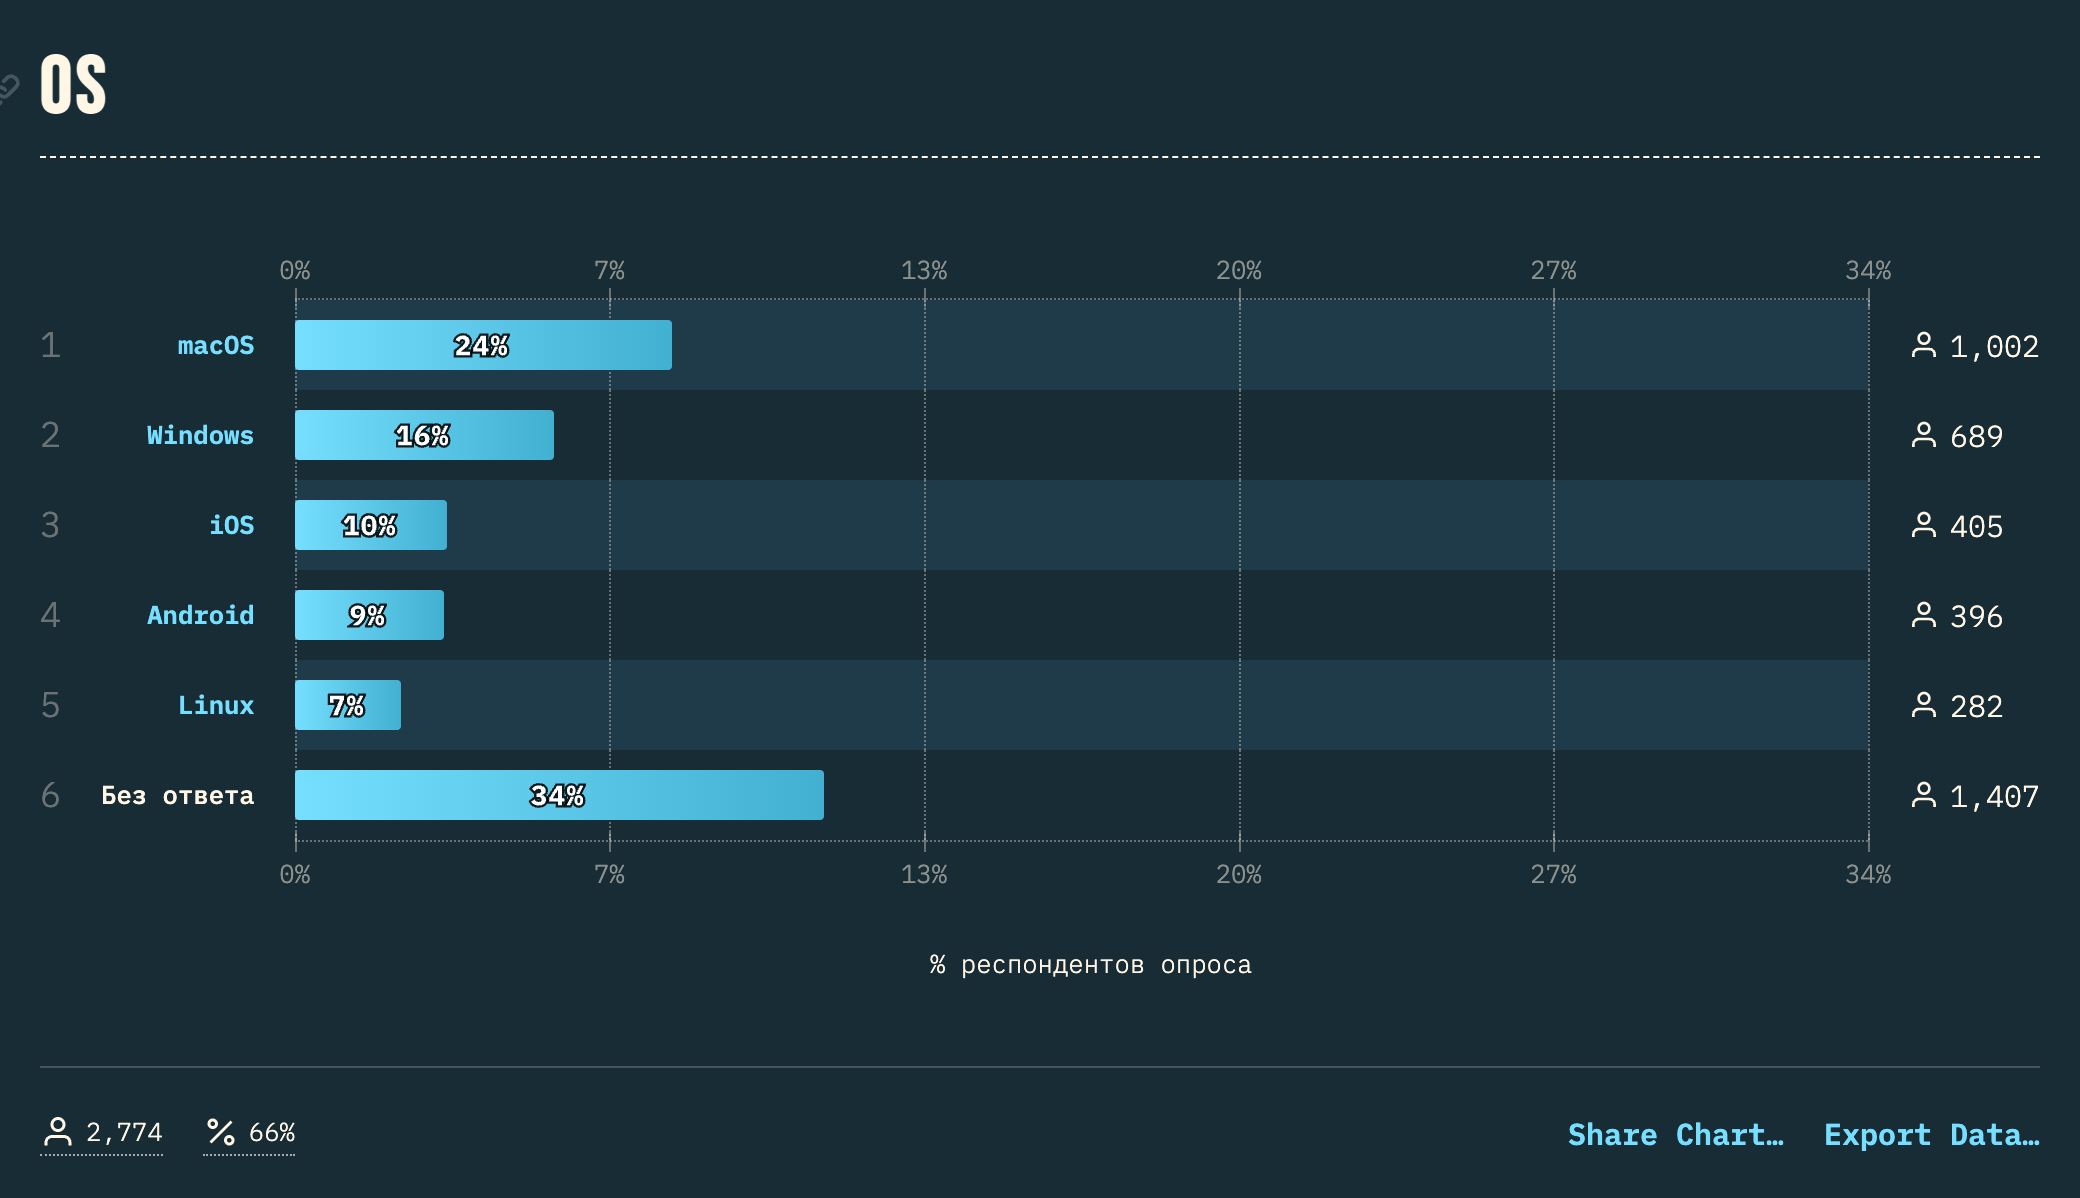 OS
0% 7% 13% 20% 27% 34%
1 macOS 24% 1,002
2 Windows 16% 689
3 iOS 10% 405
4 Android 9% 396
5 Linux 7% 282
6 Без ответа 34% 1,407
0% 7% 13% 20% 27% 34%
% респондентов опроса
2,774 66% Share Chart… Export Data…